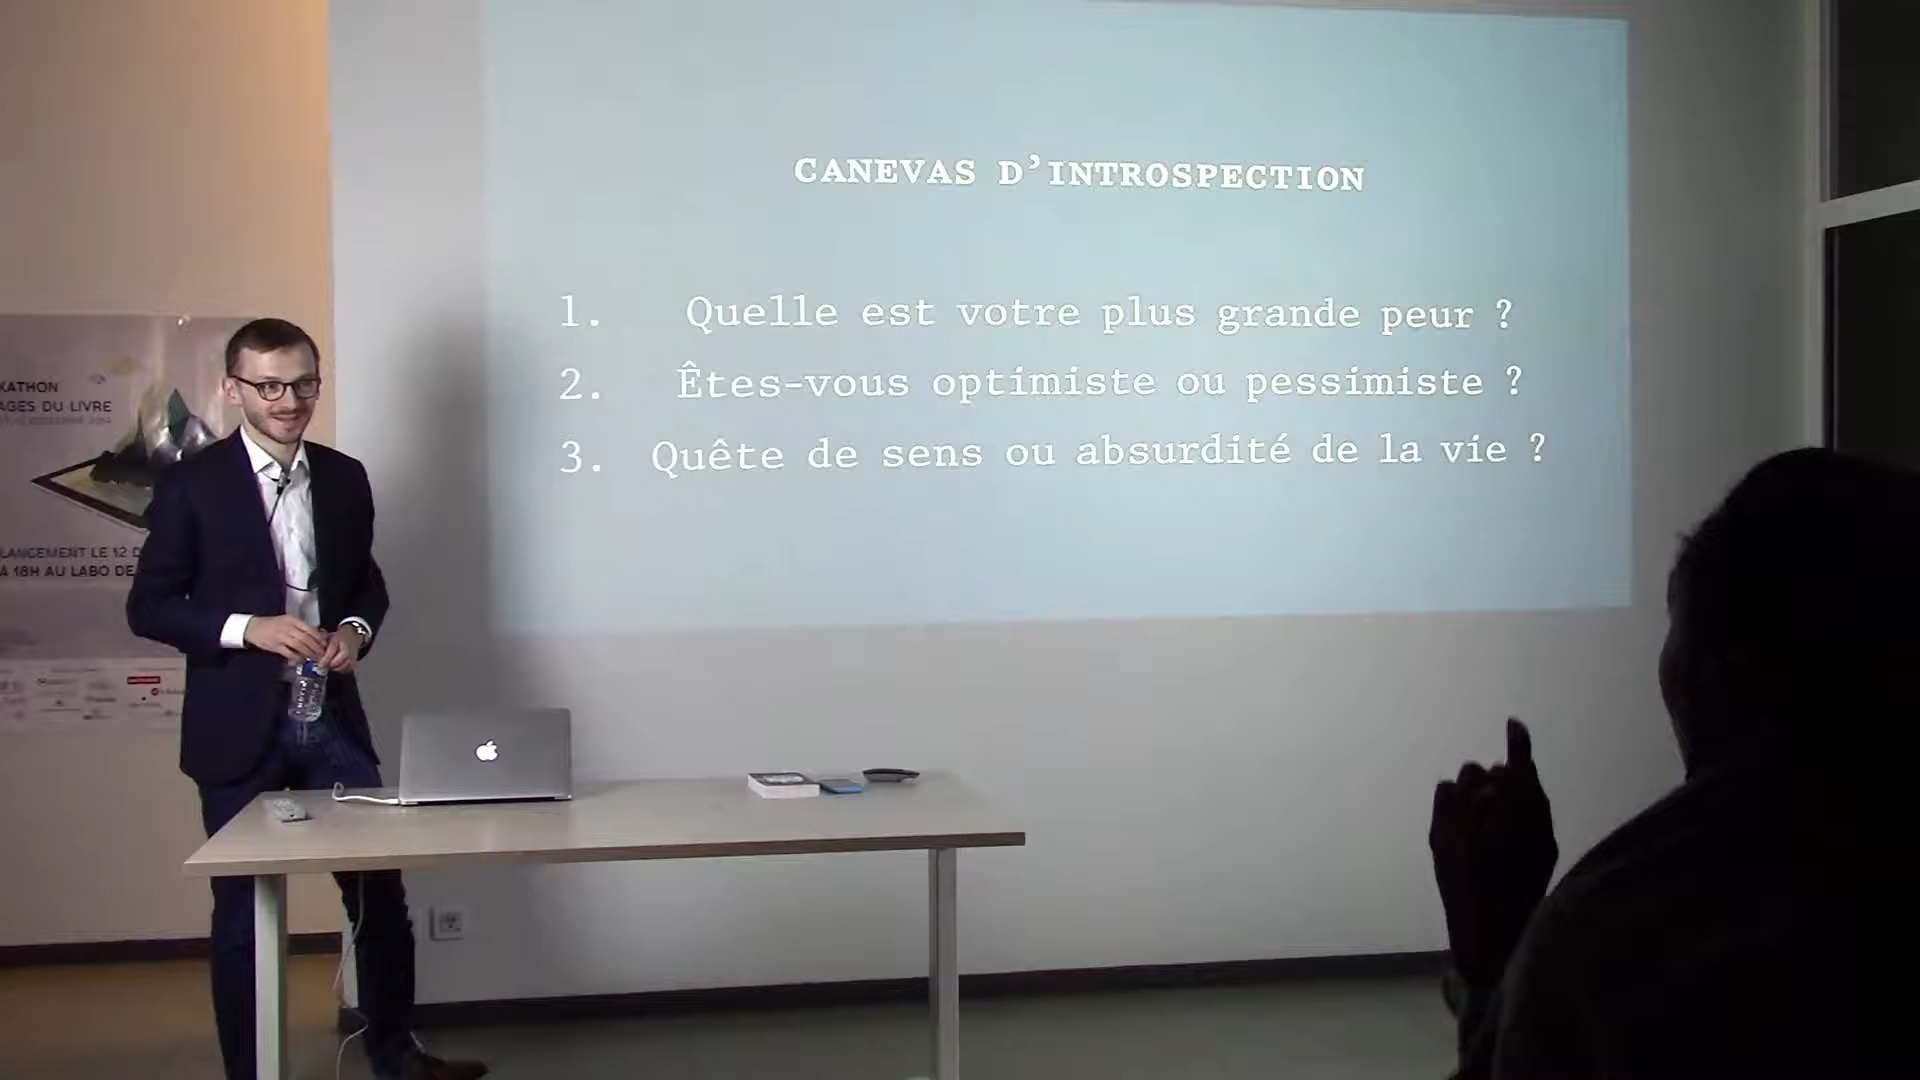 CANEVAS D'INTROSPECTION
1. Quelle est votre plus grande peur ?
2. Êtes-vous optimiste ou pessimiste ?
3. Quête de sens ou absurdité de la vie ?
KATHON
AGES DU LIVRE
LANCEMENT LE 12 D
A 18H AU LABO DE